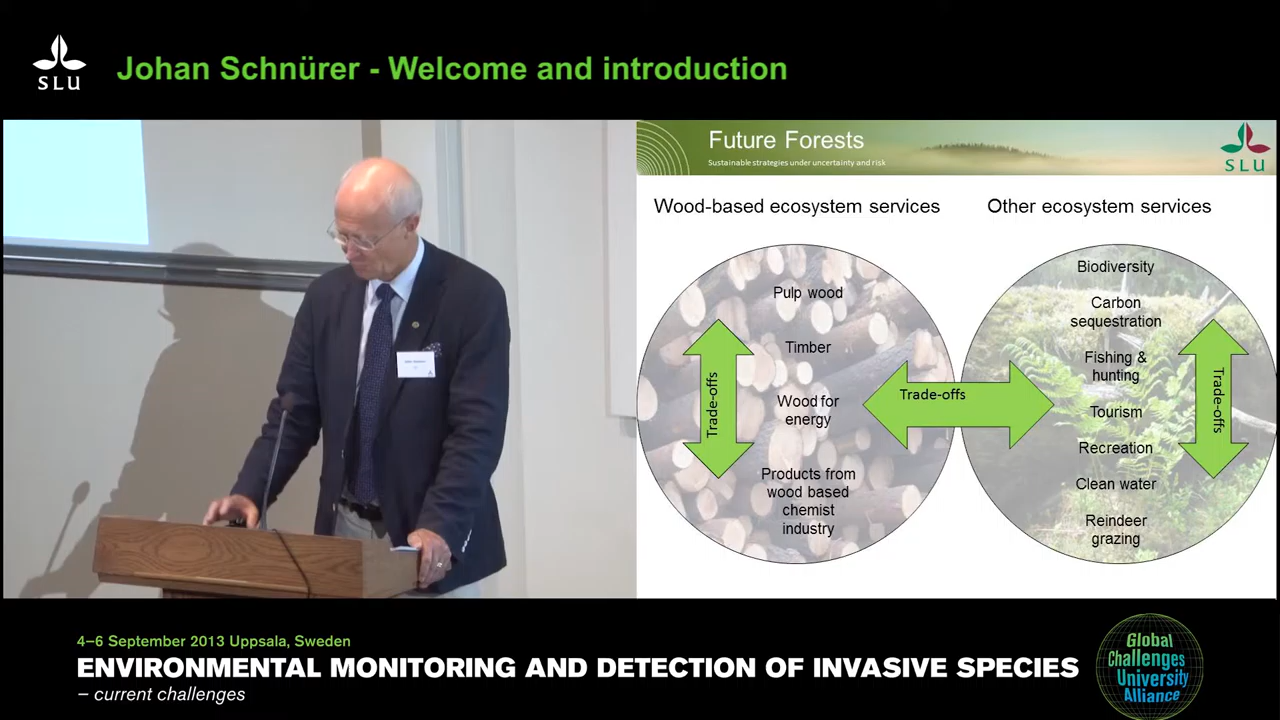 SLU
Johan Schnürer - Welcome and introduction
Future Forests
Sustainable strategies under uncertainty and risk
SLU
Wood-based ecosystem services
Other ecosystem services
Pulp wood
Timber
Wood for
energy
Products from
wood based
chemist
industry
Trade-offs
Trade-offs
Biodiversity
Carbon
sequestration
Fishing &
hunting
Tourism
Recreation
Clean water
Reindeer
grazing
Trade-offs
4–6 September 2013 Uppsala, Sweden
ENVIRONMENTAL MONITORING AND DETECTION OF INVASIVE SPECIES
– current challenges
Global
Challenges
University
Alliance